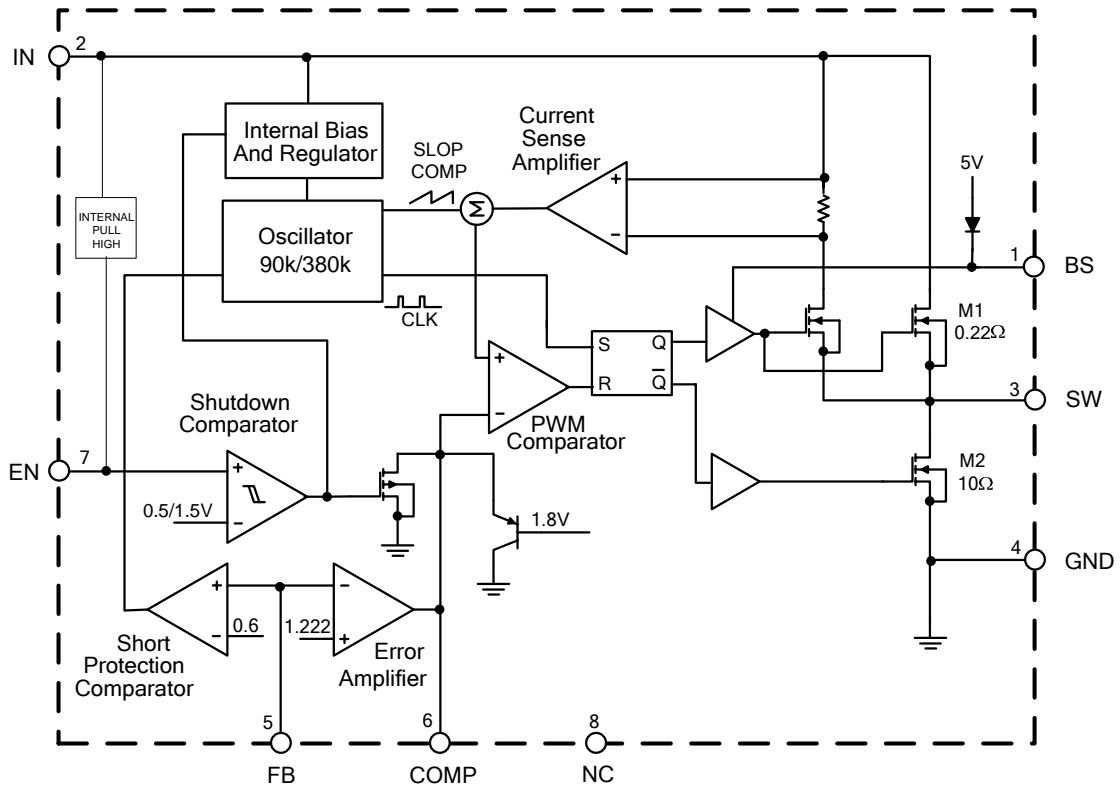 2
IN
Internal Bias
And Regulator
SLOP
COMP
Current
Sense
Amplifier
+
−
Σ
5V
INTERNAL
PULL
HIGH
Oscillator
90k/380k
CLK
1
BS
M1
0.22Ω
S
Q
R
Q̅
+
−
PWM
Comparator
3
SW
Shutdown
Comparator
7
EN
+
−
0.5/1.5V
1.8V
M2
10Ω
4
GND
+
−
0.6
Short
Protection
Comparator
−
+
1.222
Error
Amplifier
5
FB
6
COMP
8
NC